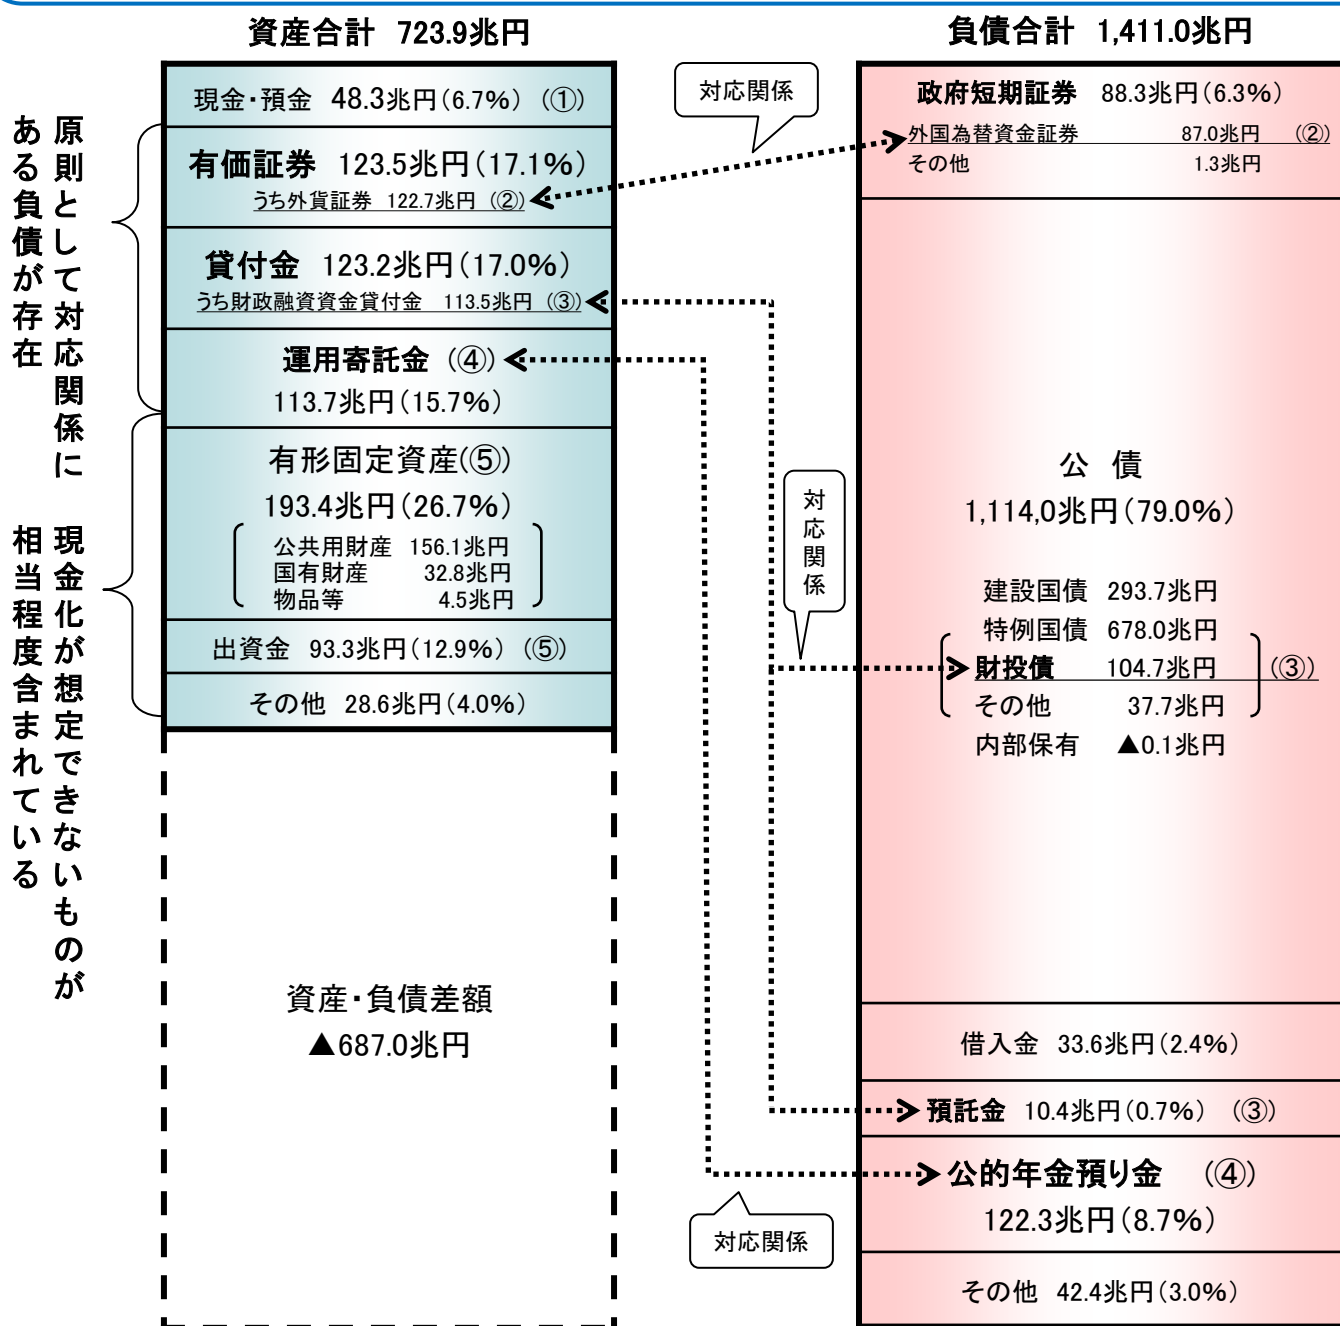 資産合計 723.9兆円
現金・預金 48.3兆円(6.7%) (①)
有価証券 123.5兆円(17.1%)
うち外貨証券 122.7兆円 (②)
貸付金 123.2兆円(17.0%)
うち財政融資資金貸付金 113.5兆円 (③)
運用寄託金 (④)
113.7兆円(15.7%)
有形固定資産(⑤)
193.4兆円(26.7%)
公共用財産 156.1兆円
国有財産 32.8兆円
物品等 4.5兆円
出資金 93.3兆円(12.9%) (⑤)
その他 28.6兆円(4.0%)
資産・負債差額
▲687.0兆円
原則として対応関係に
ある負債が存在
現金化が想定できないものが
相当程度含まれている
対応関係
対応関係
対応関係
負債合計 1,411.0兆円
政府短期証券 88.3兆円(6.3%)
外国為替資金証券 87.0兆円 (②)
その他 1.3兆円
公 債
1,114,0兆円(79.0%)
建設国債 293.7兆円
特例国債 678.0兆円
財投債 104.7兆円 (③)
その他 37.7兆円
内部保有 ▲0.1兆円
借入金 33.6兆円(2.4%)
預託金 10.4兆円(0.7%) (③)
公的年金預り金 (④)
122.3兆円(8.7%)
その他 42.4兆円(3.0%)